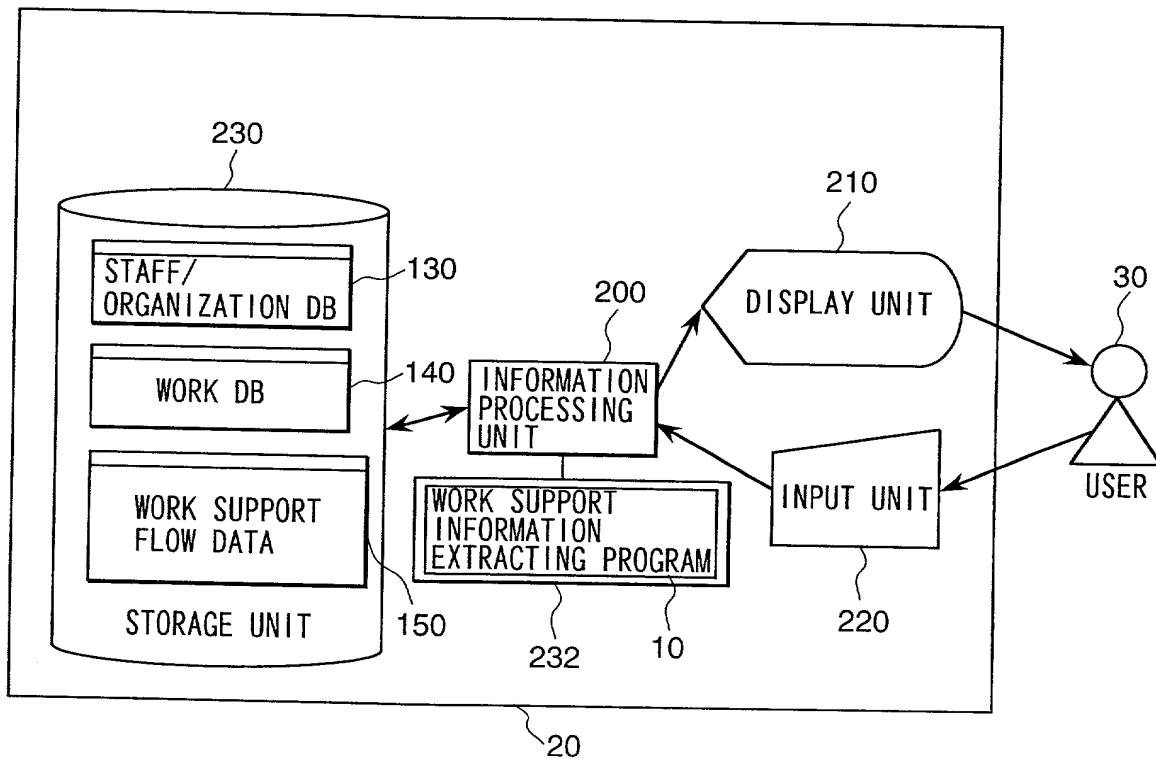 230
STAFF/
ORGANIZATION DB
130
WORK DB
140
WORK SUPPORT
FLOW DATA
150
STORAGE UNIT
200
INFORMATION
PROCESSING
UNIT
WORK SUPPORT
INFORMATION
EXTRACTING PROGRAM
232
10
210
DISPLAY UNIT
30
USER
INPUT UNIT
220
20